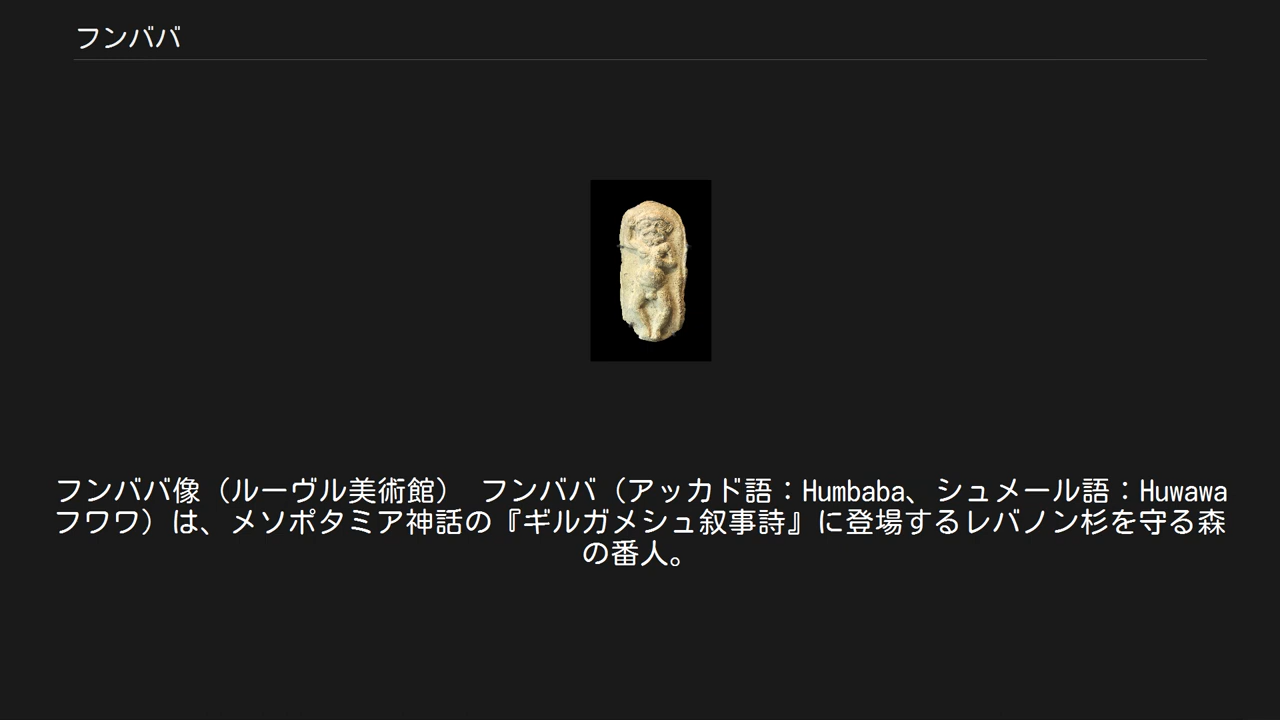 フンババ
フンババ像（ルーヴル美術館）　フンババ（アッカド語：Humbaba、シュメール語：Huwawa
フワワ）は、メソポタミア神話の『ギルガメシュ叙事詩』に登場するレバノン杉を守る森
の番人。